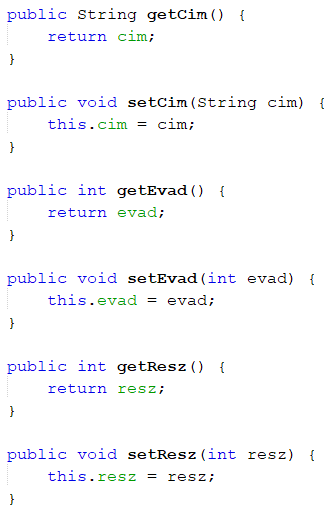 public String getCim() {
    return cim;
}

public void setCim(String cim) {
    this.cim = cim;
}

public int getEvad() {
    return evad;
}

public void setEvad(int evad) {
    this.evad = evad;
}

public int getResz() {
    return resz;
}

public void setResz(int resz) {
    this.resz = resz;
}